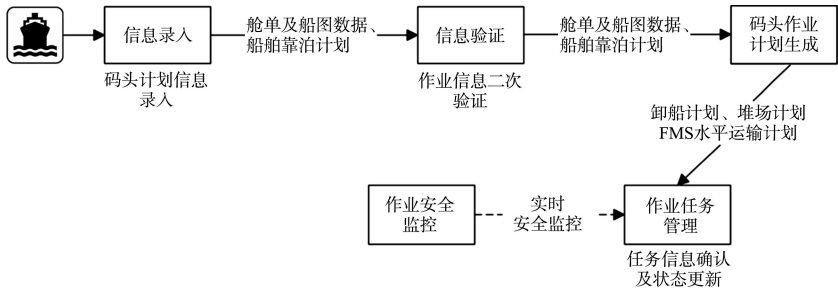 信息录入
码头计划信息
录入
舱单及船图数据、
船舶靠泊计划
信息验证
作业信息二次
验证
舱单及船图数据、
船舶靠泊计划
码头作业
计划生成
卸船计划、堆场计划
FMS水平运输计划
作业安全
监控
实时
安全监控
作业任务
管理
任务信息确认
及状态更新